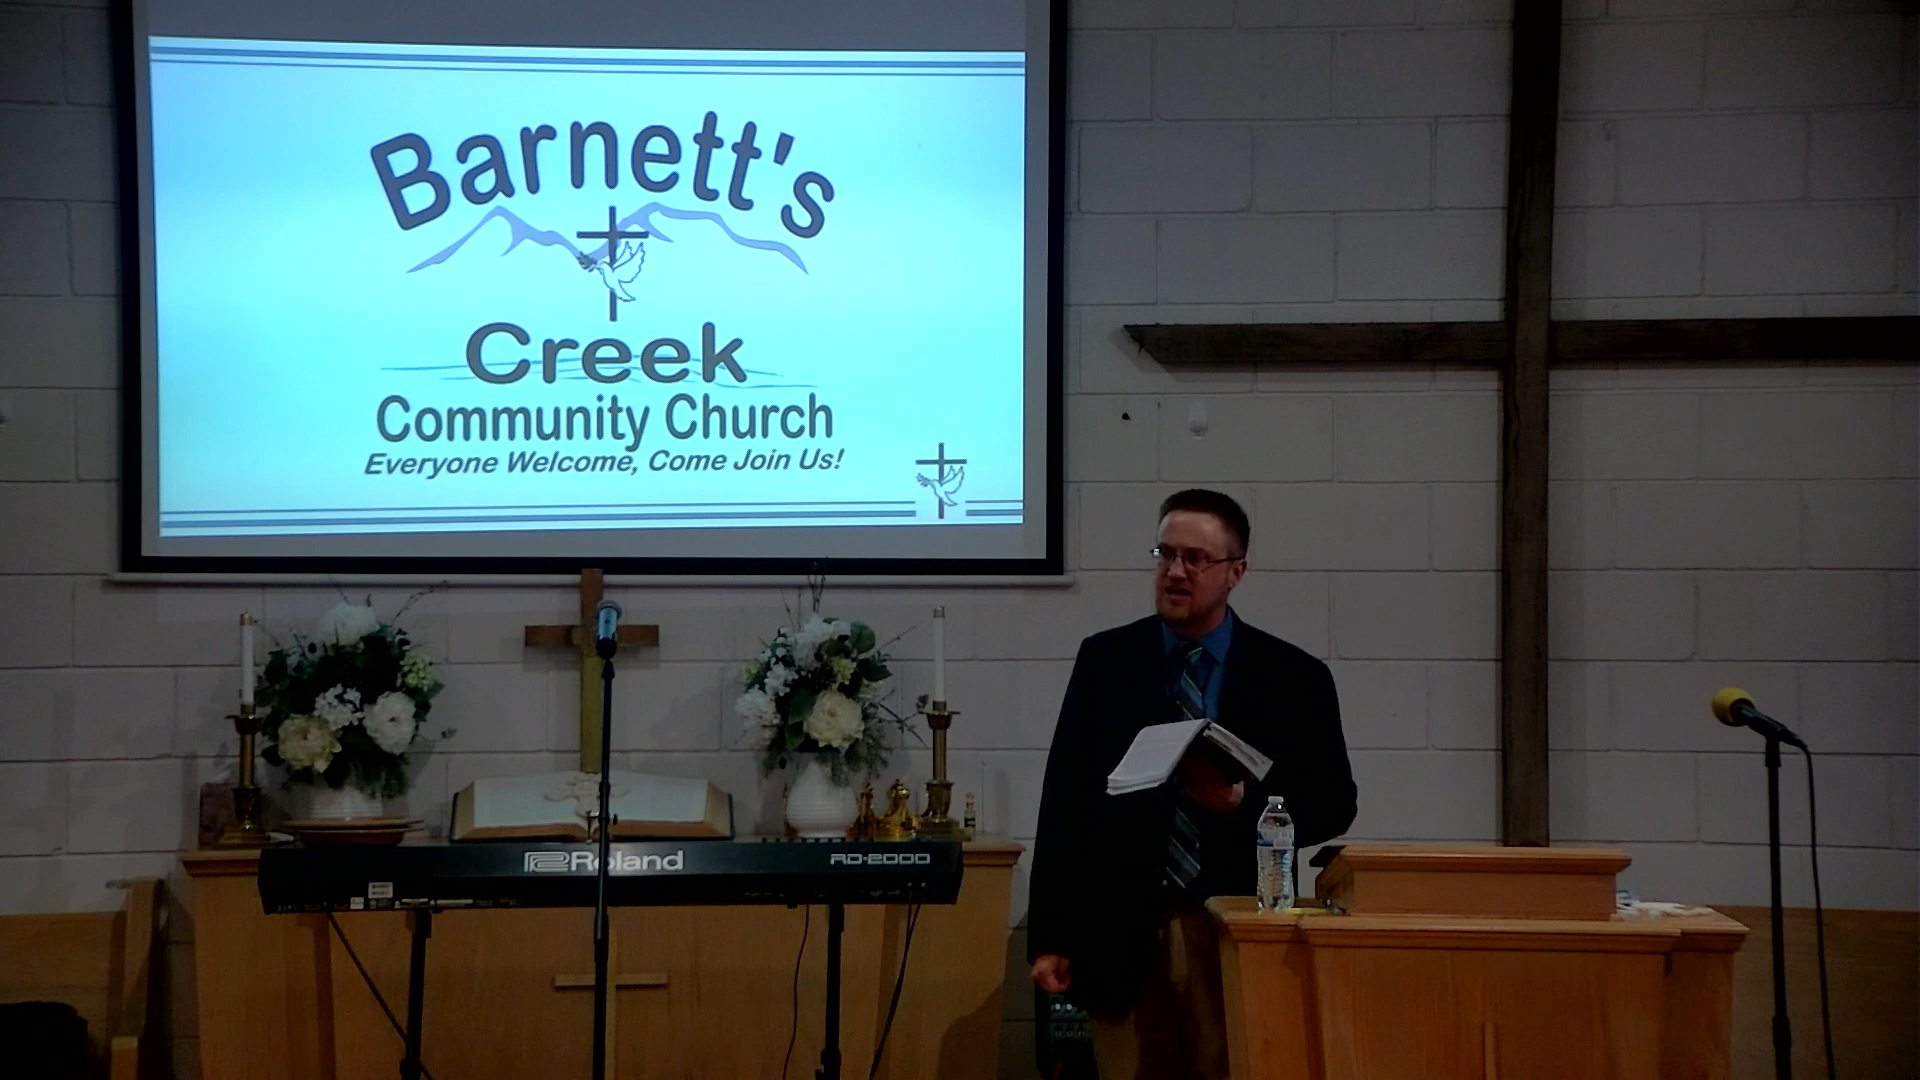 Barnett's
Creek
Community Church
Everyone Welcome, Come Join Us!
Roland
RD-2000